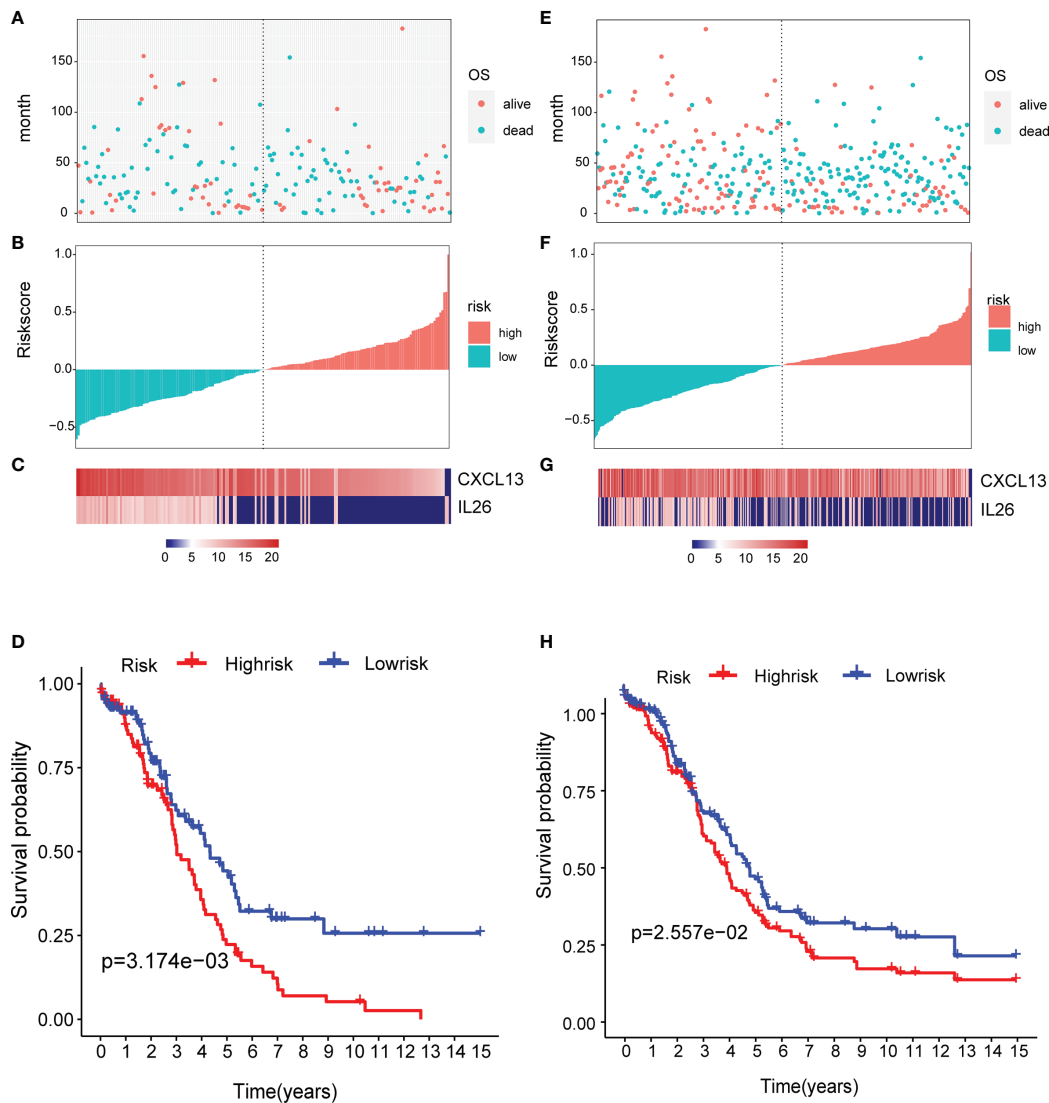 A
month
150
100
50
0
OS
alive
dead
B
Riskscore
1.0
0.5
0.0
−0.5
risk
high
low
C
CXCL13
IL26
0 5 10 15 20
D
Risk Highrisk Lowrisk
Survival probability
1.00
0.75
0.50
0.25
0.00
p=3.174e−03
0 1 2 3 4 5 6 7 8 9 10 11 12 13 14 15
Time(years)
E
month
150
100
50
0
OS
alive
dead
F
Riskscore
1.0
0.5
0.0
−0.5
risk
high
low
G
CXCL13
IL26
0 5 10 15 20
H
Risk Highrisk Lowrisk
Survival probability
1.00
0.75
0.50
0.25
0.00
p=2.557e−02
0 1 2 3 4 5 6 7 8 9 10 11 12 13 14 15
Time(years)